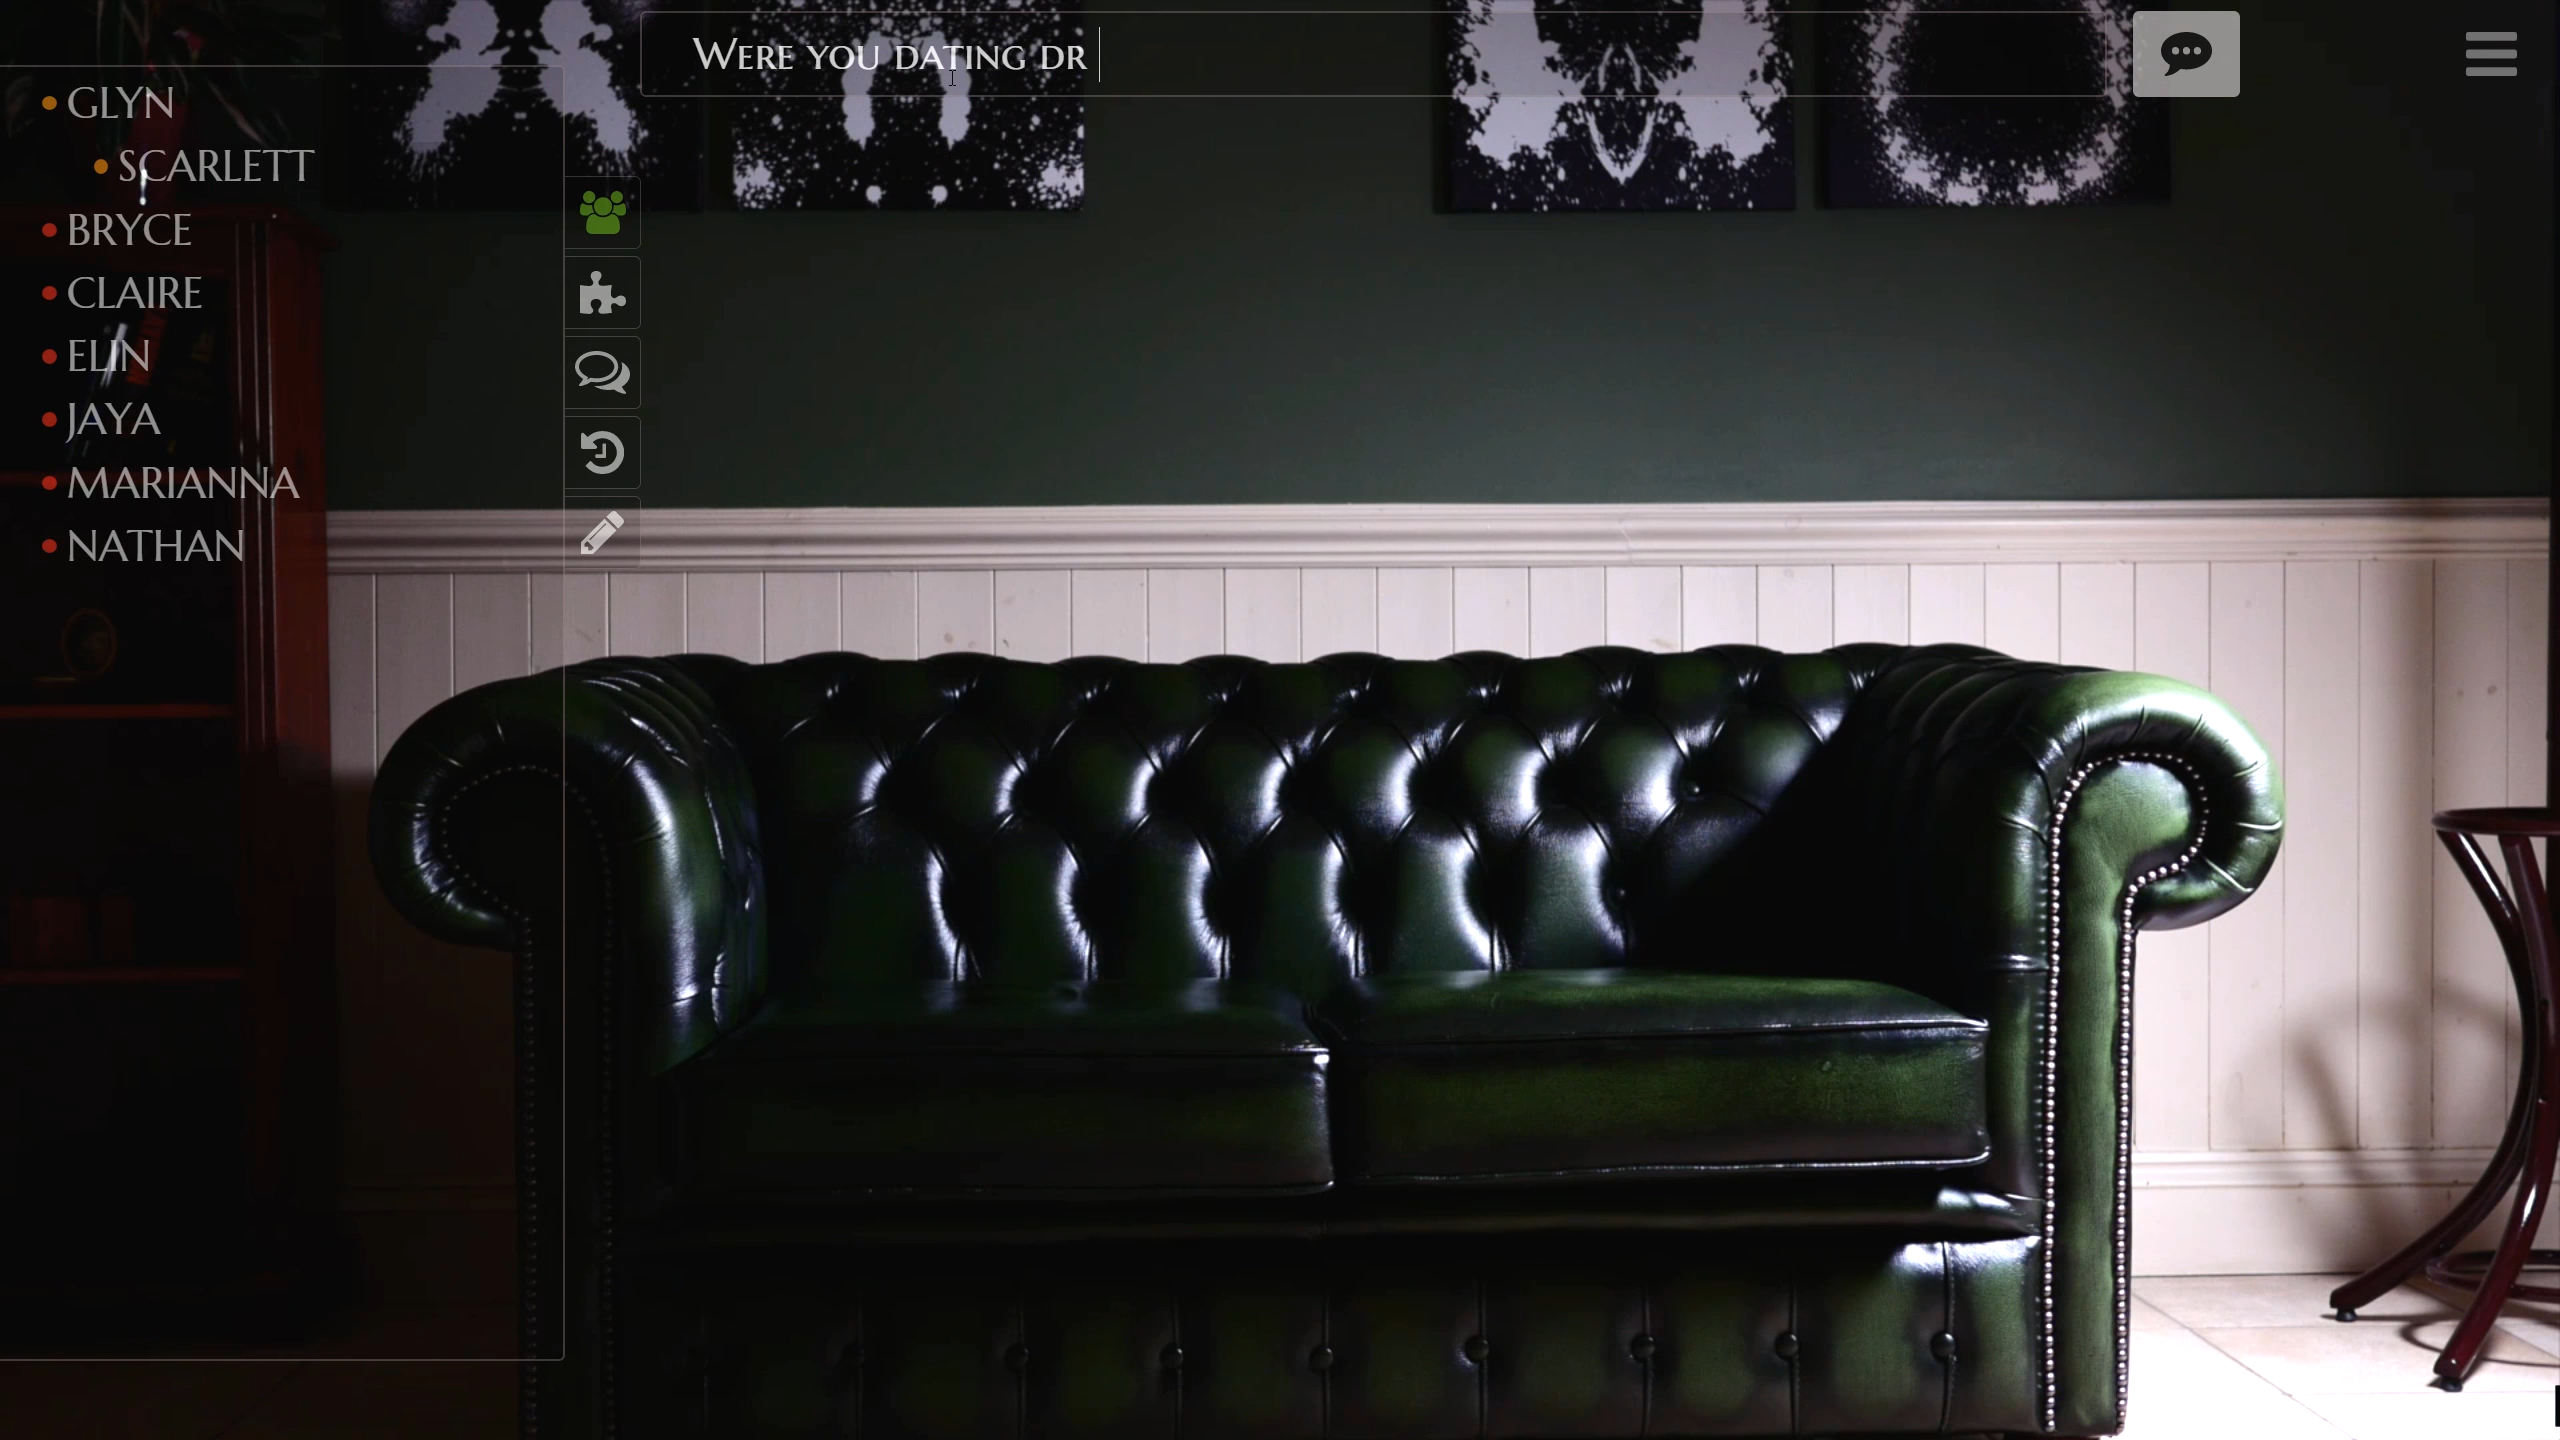 Were you dating dr
GLYN
SCARLETT
BRYCE
CLAIRE
ELIN
JAYA
MARIANNA
NATHAN